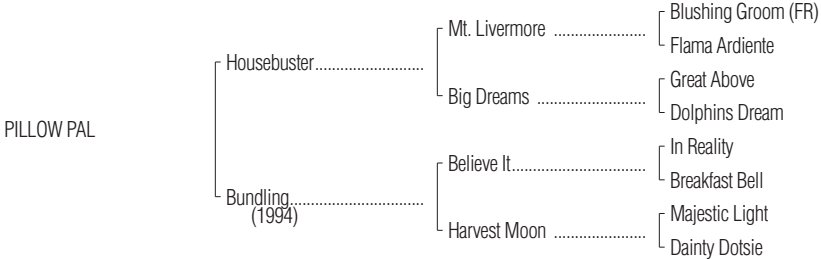 Blushing Groom (FR)
Mt. Livermore ......................
Flama Ardiente
Housebuster..........................
Great Above
Big Dreams ..........................
Dolphins Dream
PILLOW PAL
In Reality
Believe It................................
Breakfast Bell
Bundling................................
(1994)
Majestic Light
Harvest Moon ......................
Dainty Dotsie